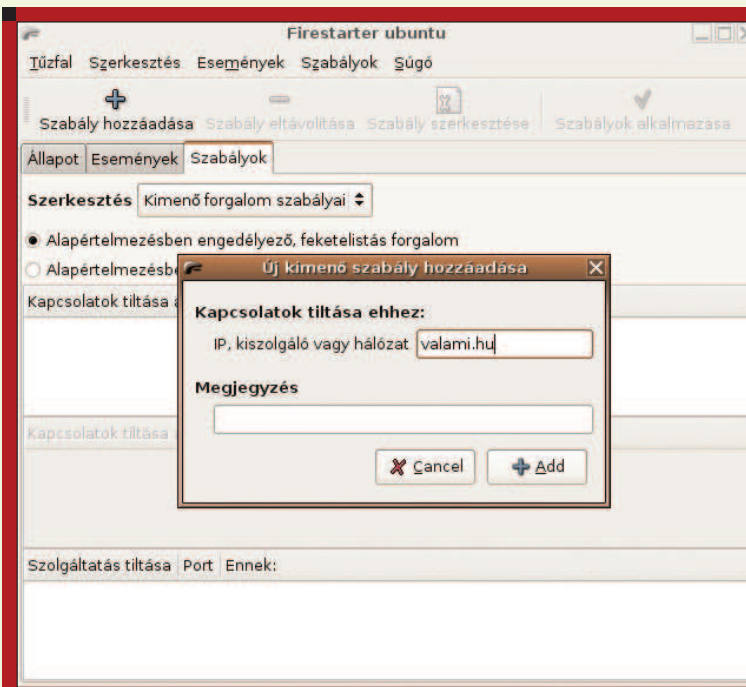 Firestarter ubuntu
Tűzfal Szerkesztés Események Szabályok Súgó
Szabály hozzáadása Szabály eltávolítása Szabály szerkesztése Szabályok alkalmazása
Állapot Események Szabályok
Szerkesztés Kimenő forgalom szabályai
Alapértelmezésben engedélyező, feketelistás forgalom
Alapértelmezésbe
Kapcsolatok tiltása a
Új kimenő szabály hozzáadása
Kapcsolatok tiltása ehhez:
IP, kiszolgáló vagy hálózat valami.hu
Megjegyzés
Cancel Add
Kapcsolatok tiltása
Szolgáltatás tiltása Port Ennek: